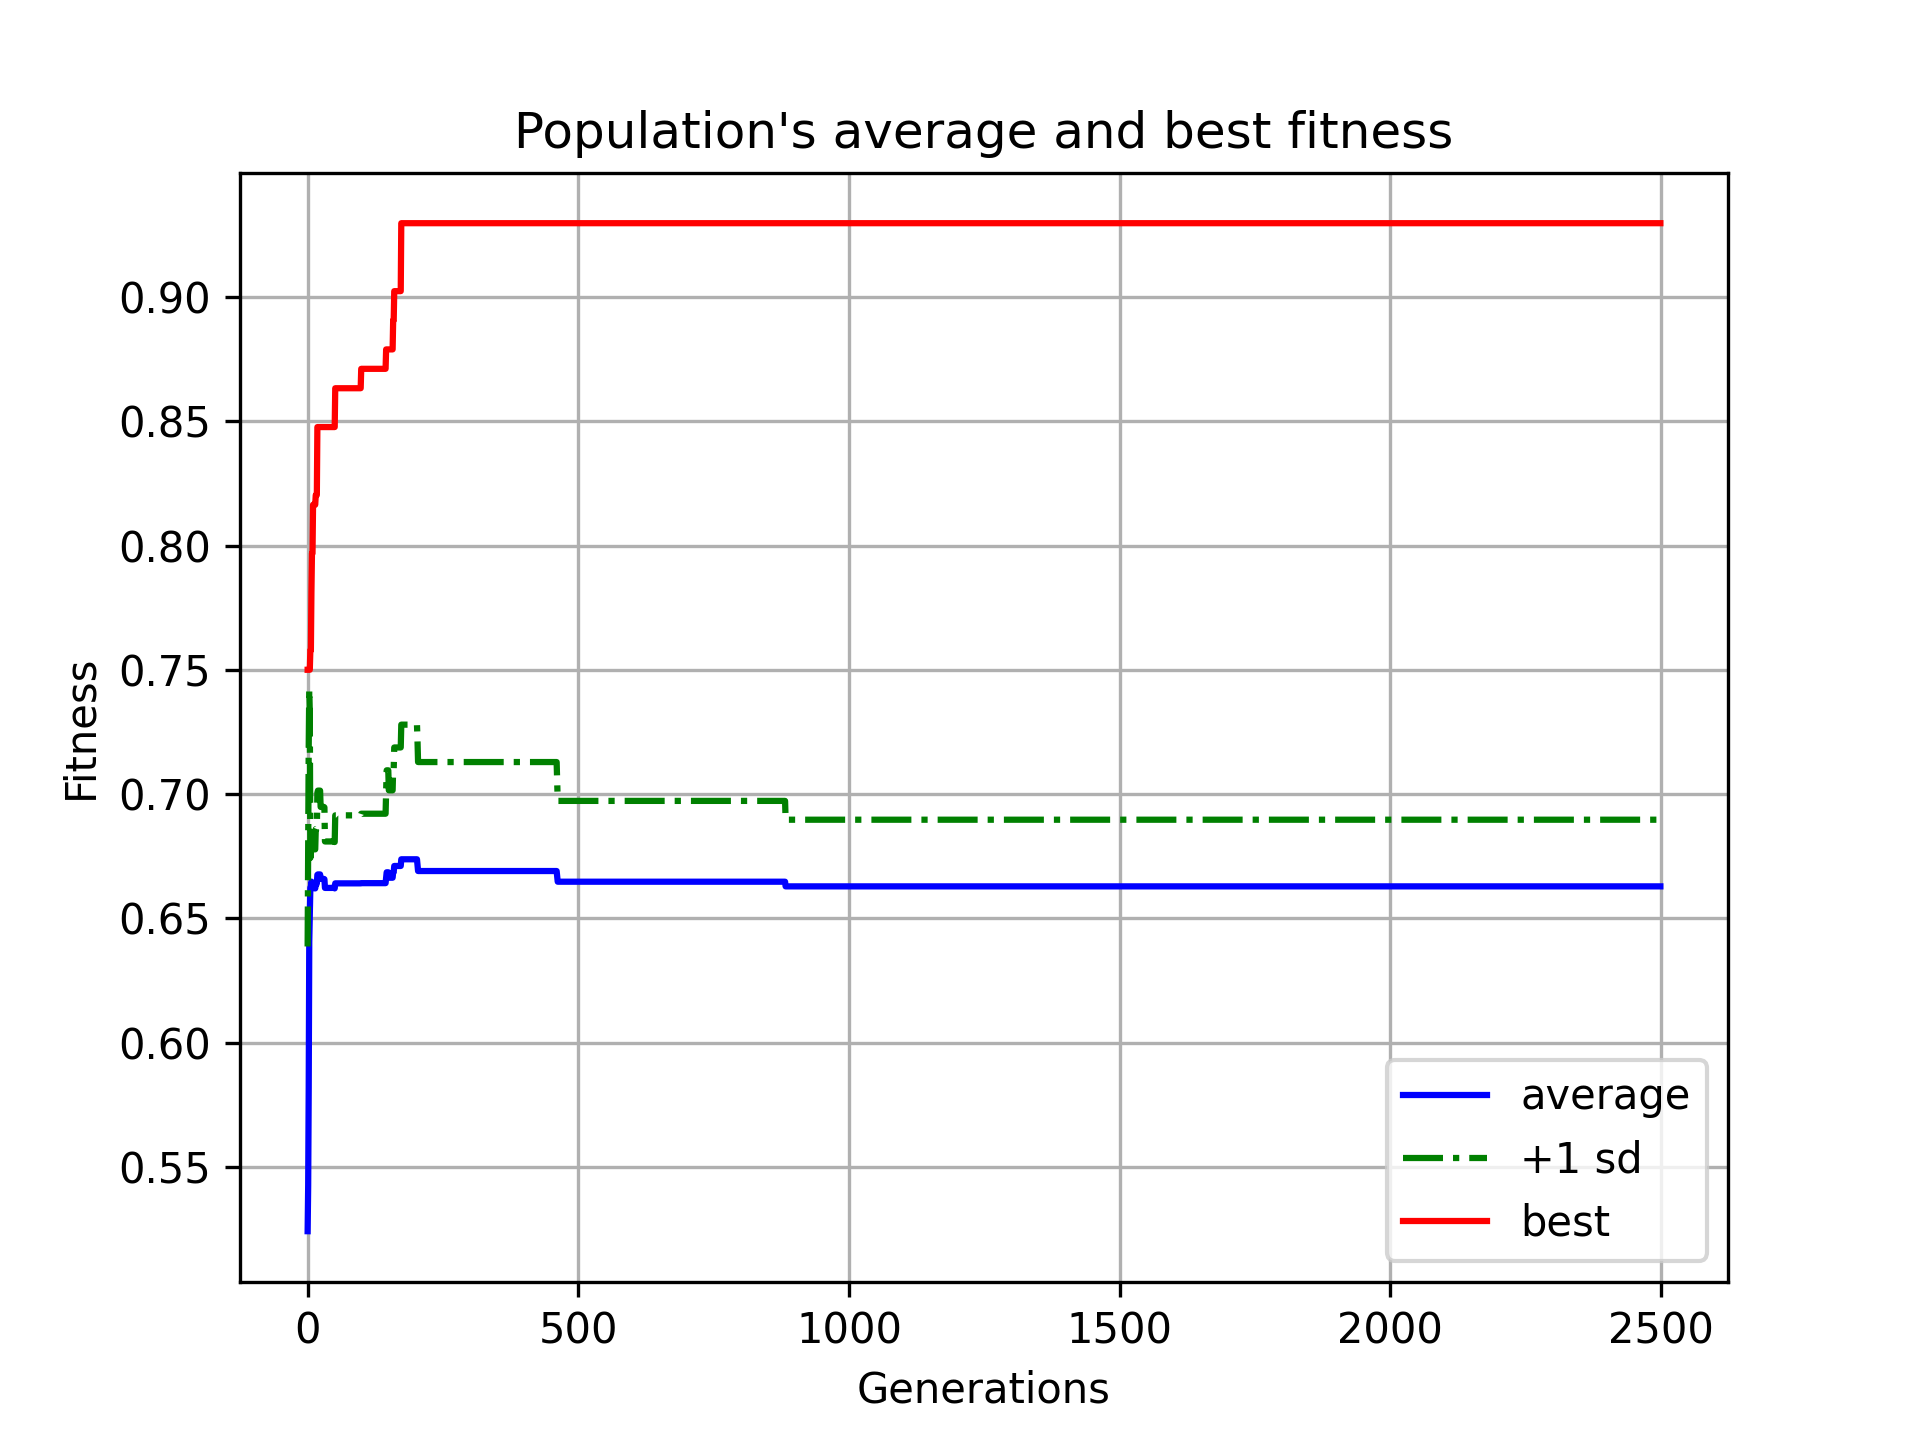 Population's average and best fitness
Fitness
0.90
0.85
0.80
0.75
0.70
0.65
0.60
0.55
average
+1 sd
best
0 500 1000 1500 2000 2500
Generations